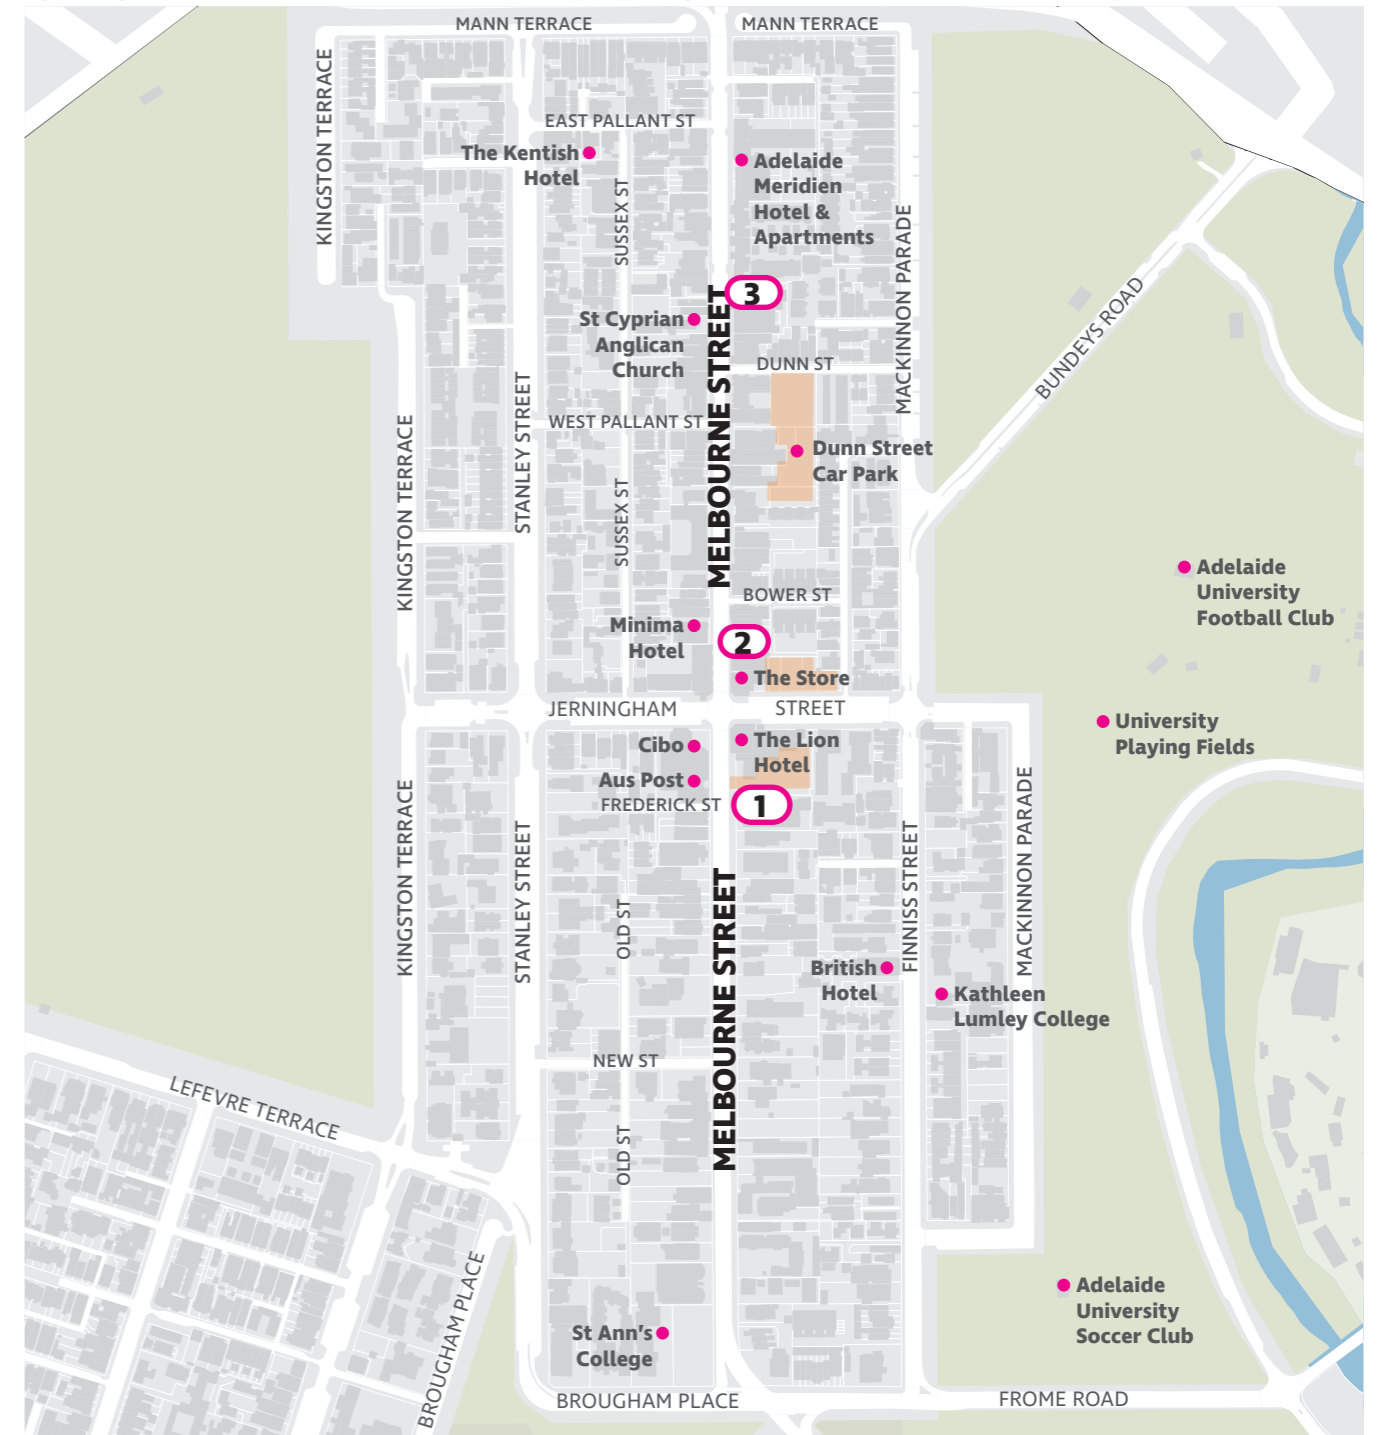 MANN TERRACE
MANN TERRACE
KINGSTON TERRACE
EAST PALLANT ST
The Kentish
Hotel
Adelaide
Meridien
Hotel &
Apartments
SUSSEX ST
MACKINNON PARADE
BUNDEYS ROAD
3
St Cyprian
Anglican
Church
MELBOURNE STREET
DUNN ST
STANLEY STREET
KINGSTON TERRACE
WEST PALLANT ST
Dunn Street
Car Park
SUSSEX ST
Adelaide
University
Football Club
BOWER ST
Minima
Hotel
2
The Store
JERNINGHAM
STREET
University
Playing Fields
Cibo
The Lion
Hotel
Aus Post
FREDERICK ST
1
KINGSTON TERRACE
STANLEY STREET
OLD ST
MELBOURNE STREET
FINNISS STREET
MACKINNON PARADE
British
Hotel
Kathleen
Lumley College
NEW ST
LEFEVRE TERRACE
OLD ST
BROUGHAM PLACE
Adelaide
University
Soccer Club
St Ann's
College
BROUGHAM PLACE
FROME ROAD